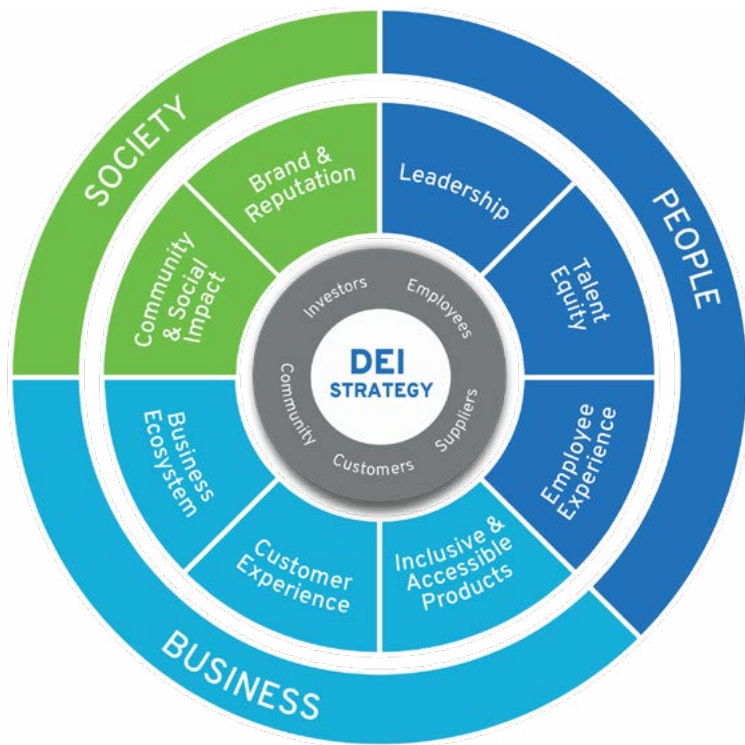 SOCIETY
PEOPLE
BUSINESS
Brand &
Reputation
Leadership
Talent
Equity
Employee
Experience
Inclusive &
Accessible
Products
Customer
Experience
Business
Ecosystem
Community
& Social
Impact
Investors
Employees
Suppliers
Customers
Community
DEI
STRATEGY